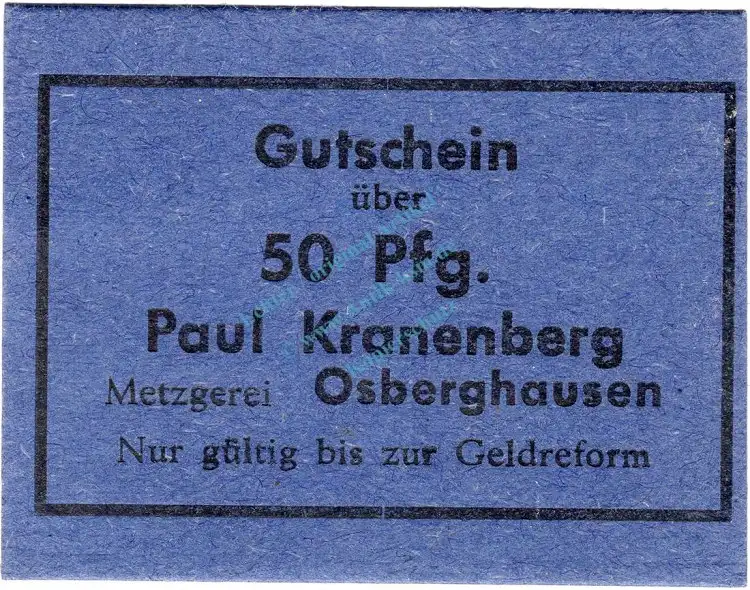 Gutschein
über
50 Pfg.
Paul Kranenberg
Metzgerei Osberghausen
Nur gültig bis zur Geldreform